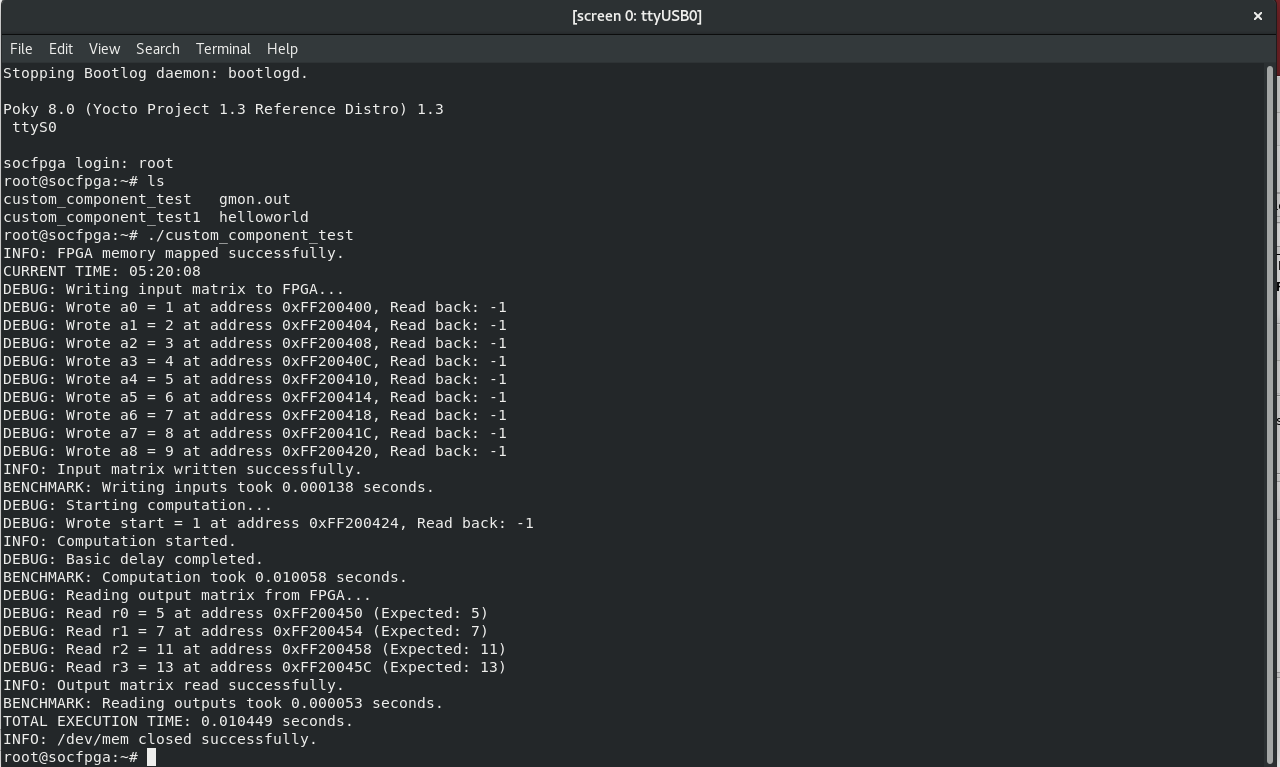 [screen 0: ttyUSB0]
File Edit View Search Terminal Help
Stopping Bootlog daemon: bootlogd.
Poky 8.0 (Yocto Project 1.3 Reference Distro) 1.3
ttyS0
socfpga login: root
root@socfpga:~# ls
custom_component_test   gmon.out
custom_component_test1  helloworld
root@socfpga:~# ./custom_component_test
INFO: FPGA memory mapped successfully.
CURRENT TIME: 05:20:08
DEBUG: Writing input matrix to FPGA...
DEBUG: Wrote a0 = 1 at address 0xFF200400, Read back: -1
DEBUG: Wrote a1 = 2 at address 0xFF200404, Read back: -1
DEBUG: Wrote a2 = 3 at address 0xFF200408, Read back: -1
DEBUG: Wrote a3 = 4 at address 0xFF20040C, Read back: -1
DEBUG: Wrote a4 = 5 at address 0xFF200410, Read back: -1
DEBUG: Wrote a5 = 6 at address 0xFF200414, Read back: -1
DEBUG: Wrote a6 = 7 at address 0xFF200418, Read back: -1
DEBUG: Wrote a7 = 8 at address 0xFF20041C, Read back: -1
DEBUG: Wrote a8 = 9 at address 0xFF200420, Read back: -1
INFO: Input matrix written successfully.
BENCHMARK: Writing inputs took 0.000138 seconds.
DEBUG: Starting computation...
DEBUG: Wrote start = 1 at address 0xFF200424, Read back: -1
INFO: Computation started.
DEBUG: Basic delay completed.
BENCHMARK: Computation took 0.010058 seconds.
DEBUG: Reading output matrix from FPGA...
DEBUG: Read r0 = 5 at address 0xFF200450 (Expected: 5)
DEBUG: Read r1 = 7 at address 0xFF200454 (Expected: 7)
DEBUG: Read r2 = 11 at address 0xFF200458 (Expected: 11)
DEBUG: Read r3 = 13 at address 0xFF20045C (Expected: 13)
INFO: Output matrix read successfully.
BENCHMARK: Reading outputs took 0.000053 seconds.
TOTAL EXECUTION TIME: 0.010449 seconds.
INFO: /dev/mem closed successfully.
root@socfpga:~#